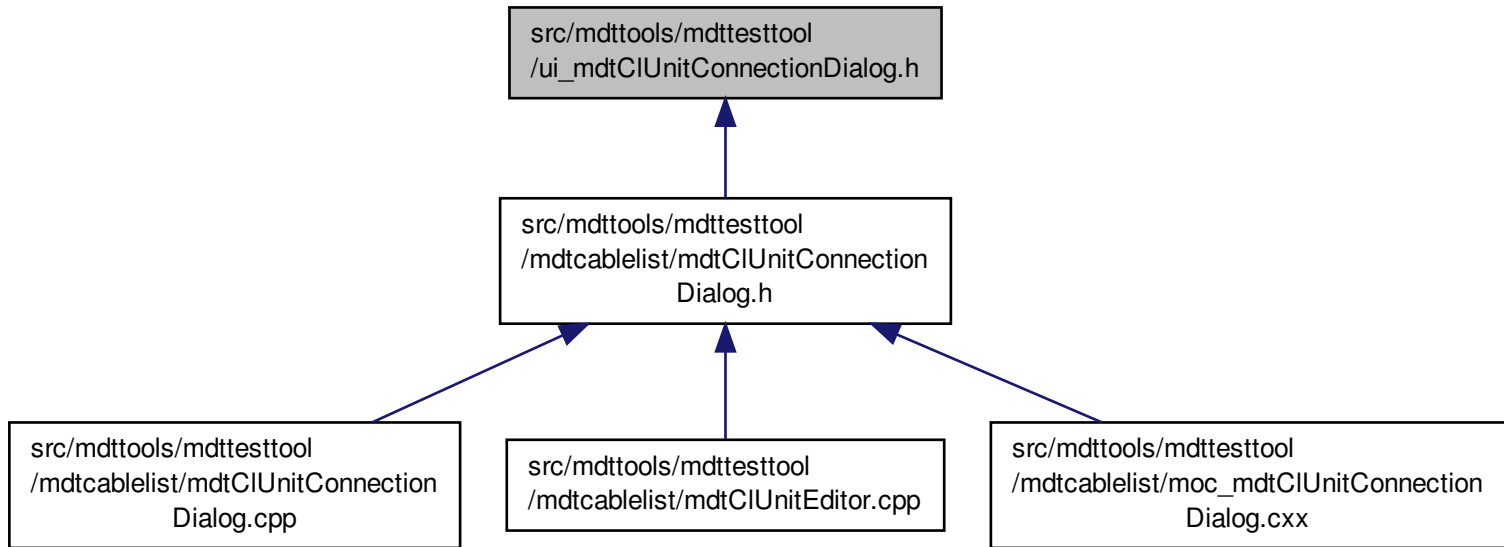 src/mdttools/mdttesttool
/ui_mdtClUnitConnectionDialog.h
src/mdttools/mdttesttool
/mdtcablelist/mdtClUnitConnection
Dialog.h
src/mdttools/mdttesttool
/mdtcablelist/mdtClUnitConnection
Dialog.cpp
src/mdttools/mdttesttool
/mdtcablelist/mdtClUnitEditor.cpp
src/mdttools/mdttesttool
/mdtcablelist/moc_mdtClUnitConnection
Dialog.cxx